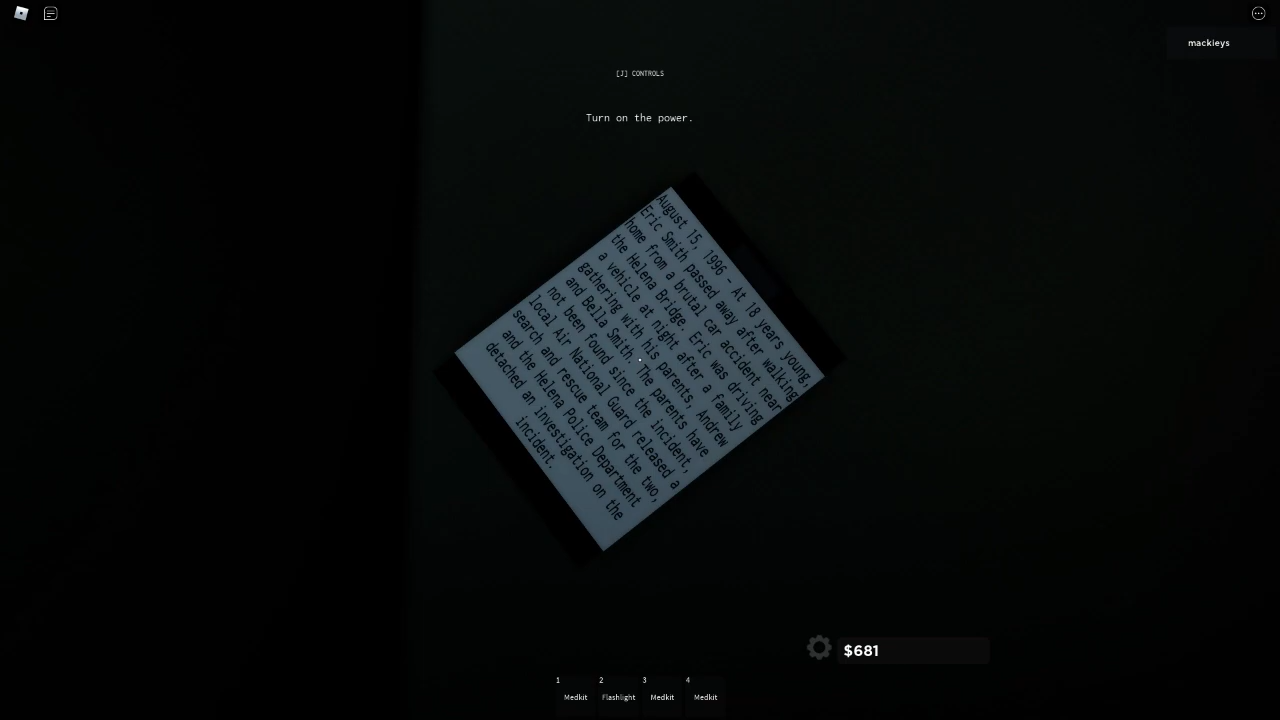 mackeys
[J] CONTROLS
Turn on the power.
August 15, 1996 - At 18 years young,
Eric Smith passed away after walking
home from a brutal car accident near
the Helena Bridge. Eric was driving
a vehicle at night after a family
gathering with his parents, Andrew
and Bella Smith. The parents have
not been found since the incident,
local Air National Guard released a
search and rescue team for the two,
and the Helena Police Department
detached an investigation on the
incident.
$681
1 2 3 4
Medkit Flashlight Medkit Medkit